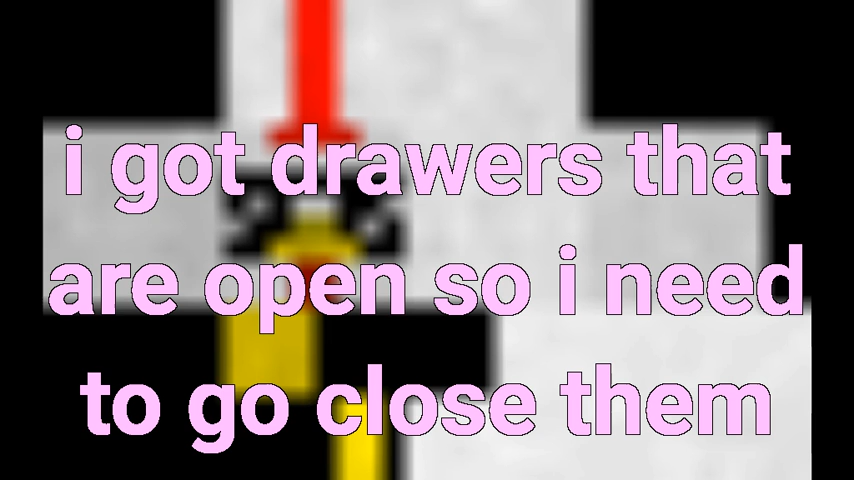 i got drawers that
are open so i need
to go close them